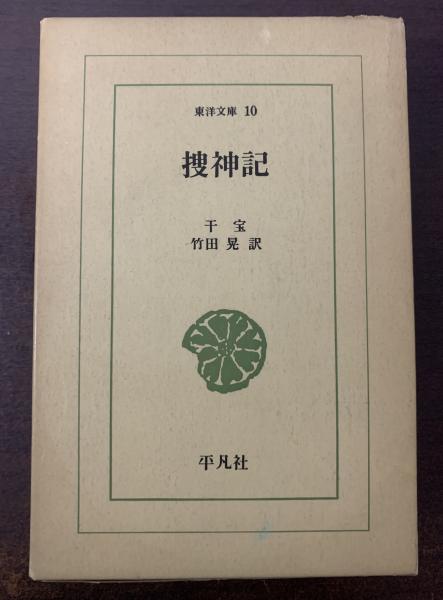 東洋文庫 10
捜神記
干宝
竹田 晃 訳
平凡社